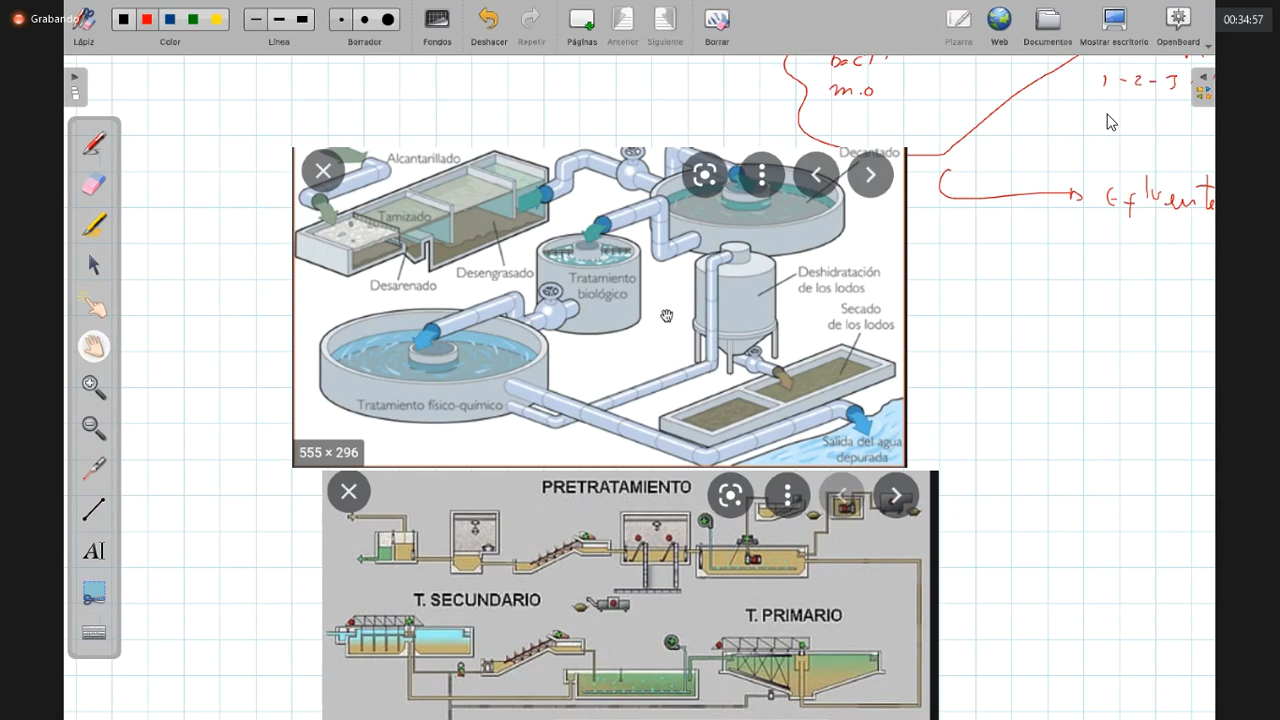 Grabando
00:34:57
Lápiz
Color
Línea
Borrador
Fondos
Deshacer
Repetir
Páginas
Anterior
Siguiente
Borrar
Pizarra
Web
Documentos
Mostrar escritorio
OpenBoard
m.o
1 - 2 - 3
Efluente
Alcantarillado
Decantado
Tamizado
Desengrasado
Desarenado
Tratamiento
biológico
Deshidratación
de los lodos
Secado
de los lodos
Tratamiento físico-químico
Salida del agua
depurada
555 × 296
PRETRATAMIENTO
T. SECUNDARIO
T. PRIMARIO
AI